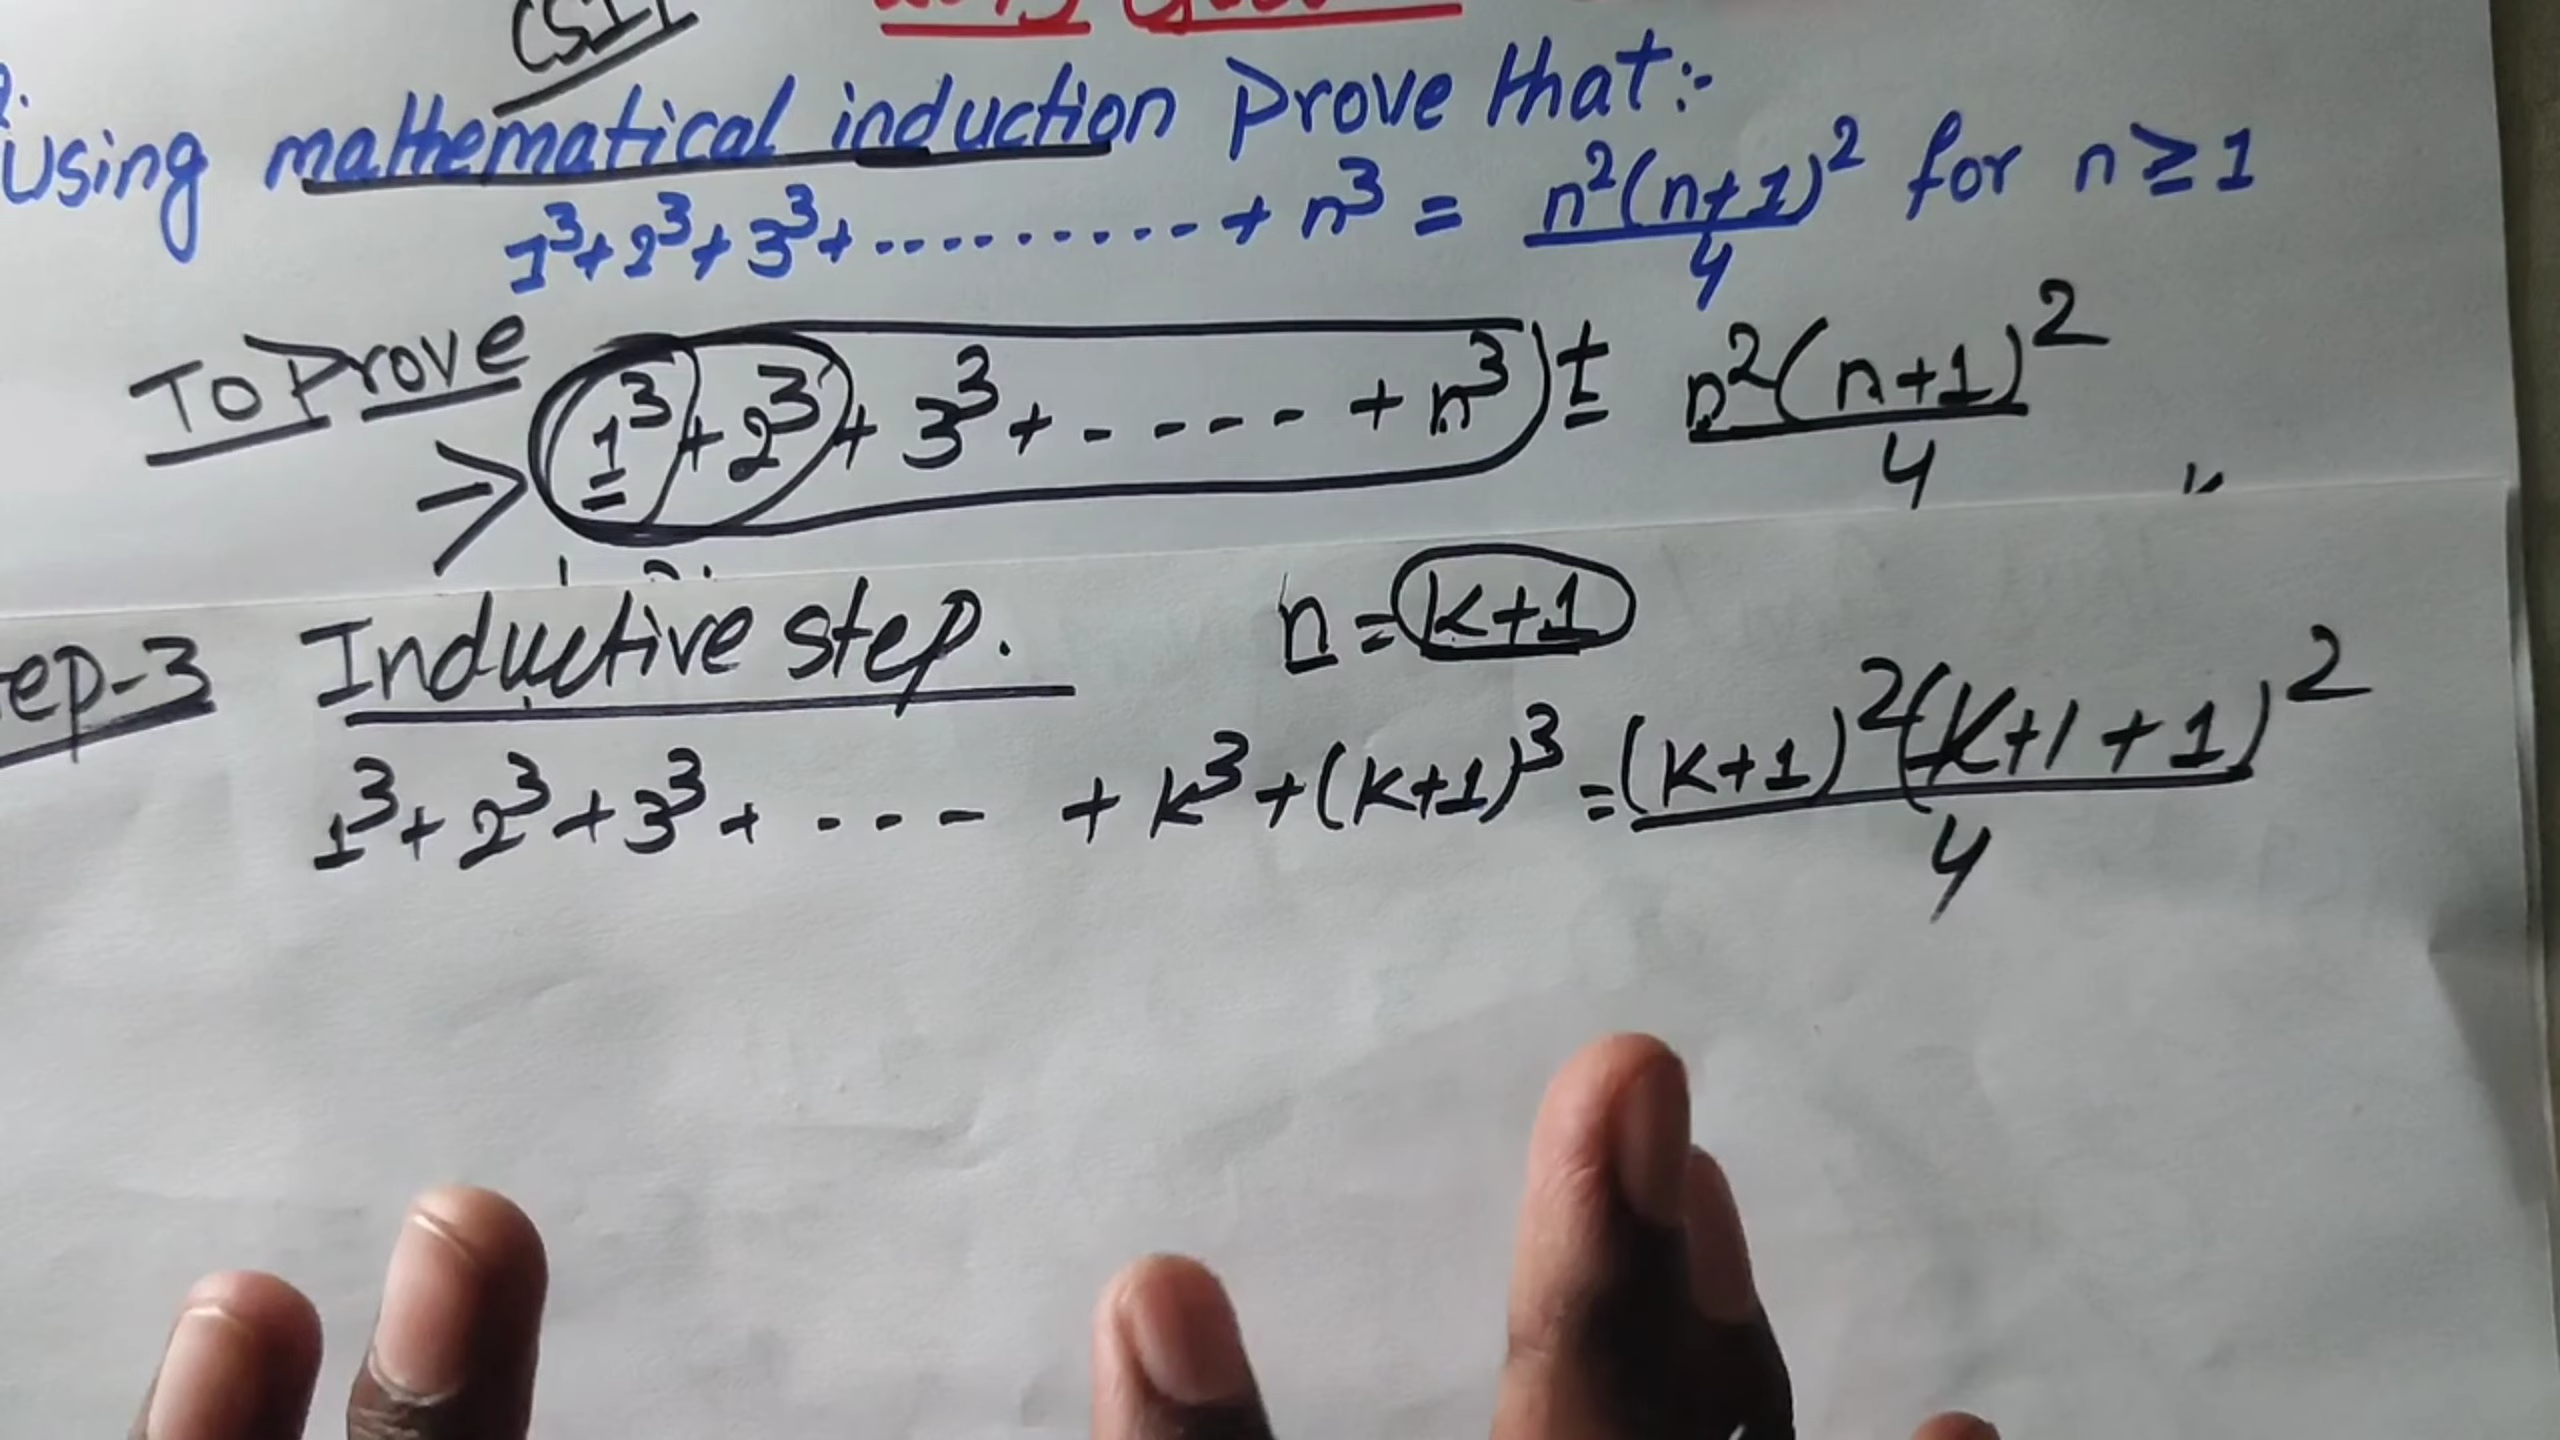 CSIT
Using mathematical induction Prove that:-
1³+2³+3³+.........+ n³ = n²(n+1)²/4 for n ≥ 1
To Prove
=> 1³+2³+3³+-----+n³ = n²(n+1)²/4
Step-3 Inductive step. n = k+1
1³+2³+3³+--- + k³+(k+1)³ = (k+1)²(k+1+1)²/4